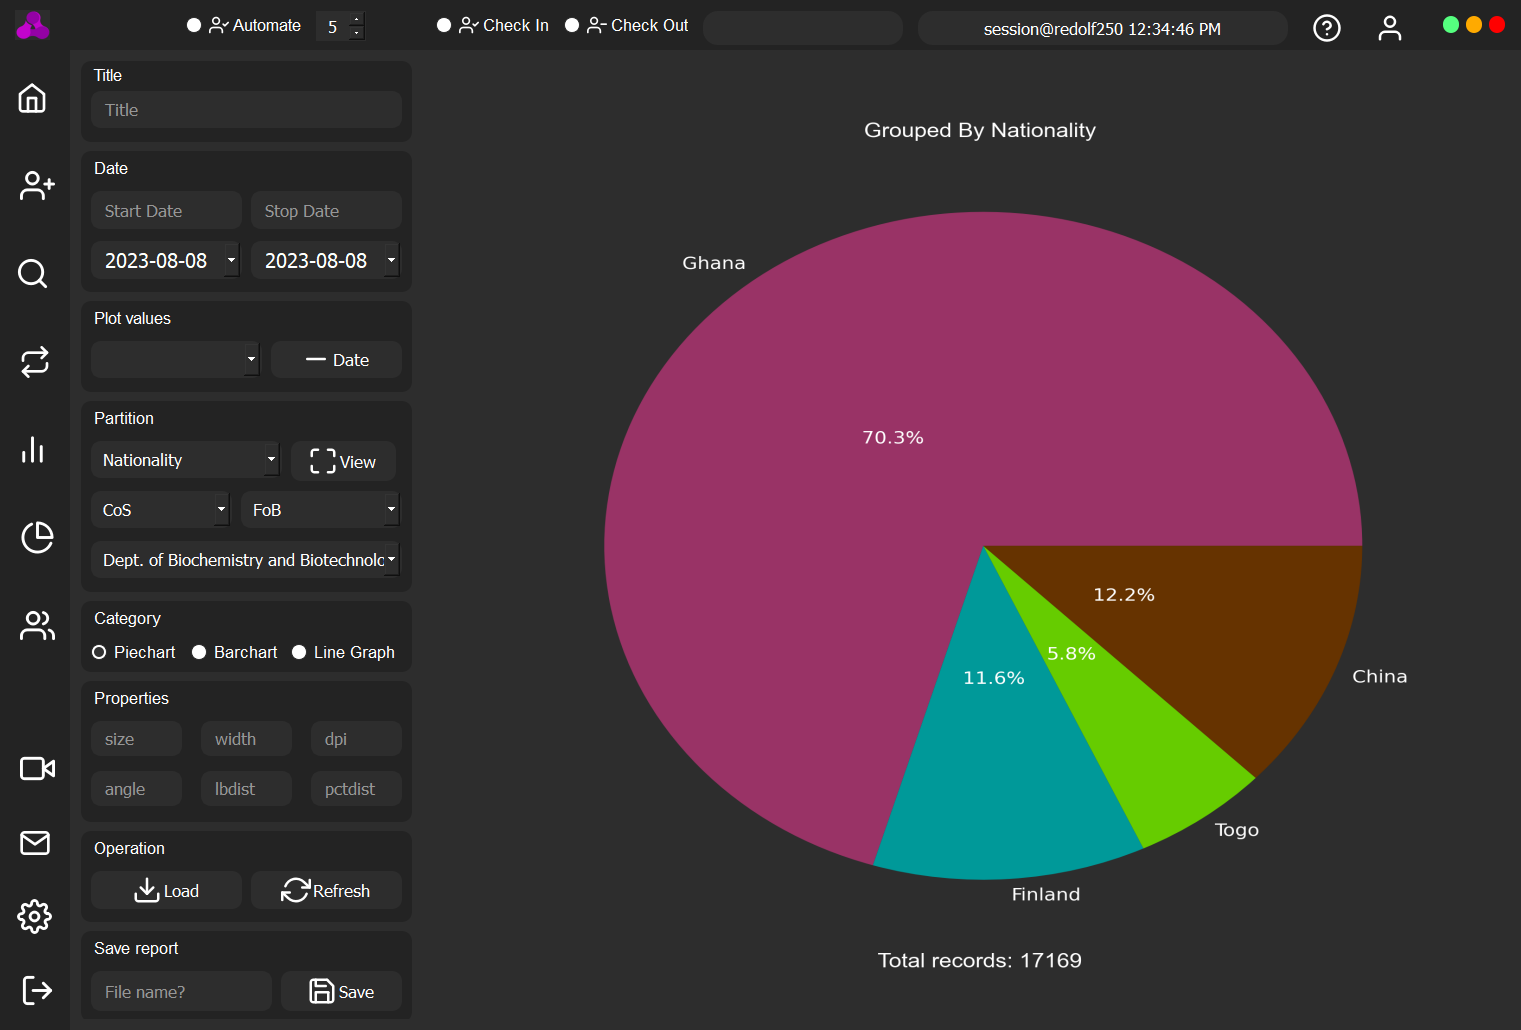 Automate
5
Check In
Check Out
session@redolf250 12:34:46 PM
Title
Title
Date
Start Date
Stop Date
2023-08-08
2023-08-08
Plot values
Date
Partition
Nationality
View
CoS
FoB
Dept. of Biochemistry and Biotechnolo
Category
Piechart
Barchart
Line Graph
Properties
size
width
dpi
angle
lbdist
pctdist
Operation
Load
Refresh
Save report
File name?
Save
Grouped By Nationality
Ghana
70.3%
12.2%
5.8%
11.6%
China
Togo
Finland
Total records: 17169